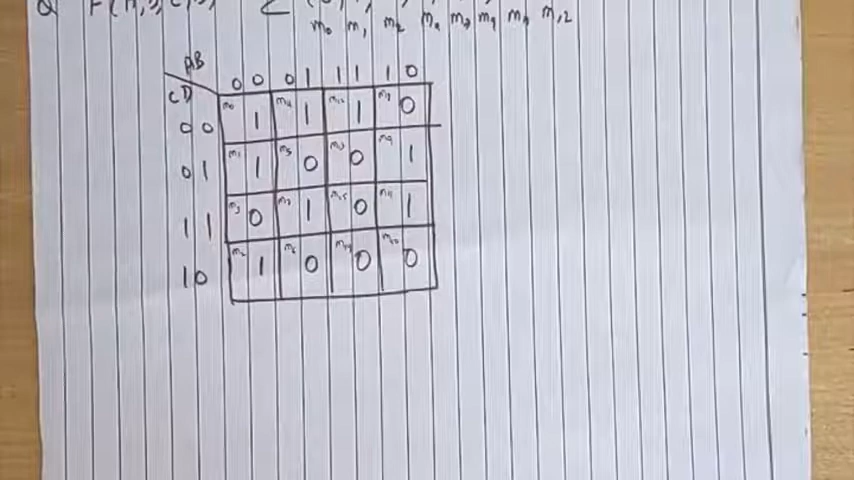 Σ
m₀ m₁ m₂ m₄ m₇ m₉ m₁₁ m₁₂
AB
CD
00 01 11 10
00 m₀ 1 m₄ 1 m₁₂ 1 m₈ 0
01 m₁ 1 m₅ 0 m₁₃ 0 m₉ 1
11 m₃ 0 m₇ 1 m₁₅ 0 m₁₁ 1
10 m₂ 1 m₆ 0 m₁₄ 0 m₁₀ 0